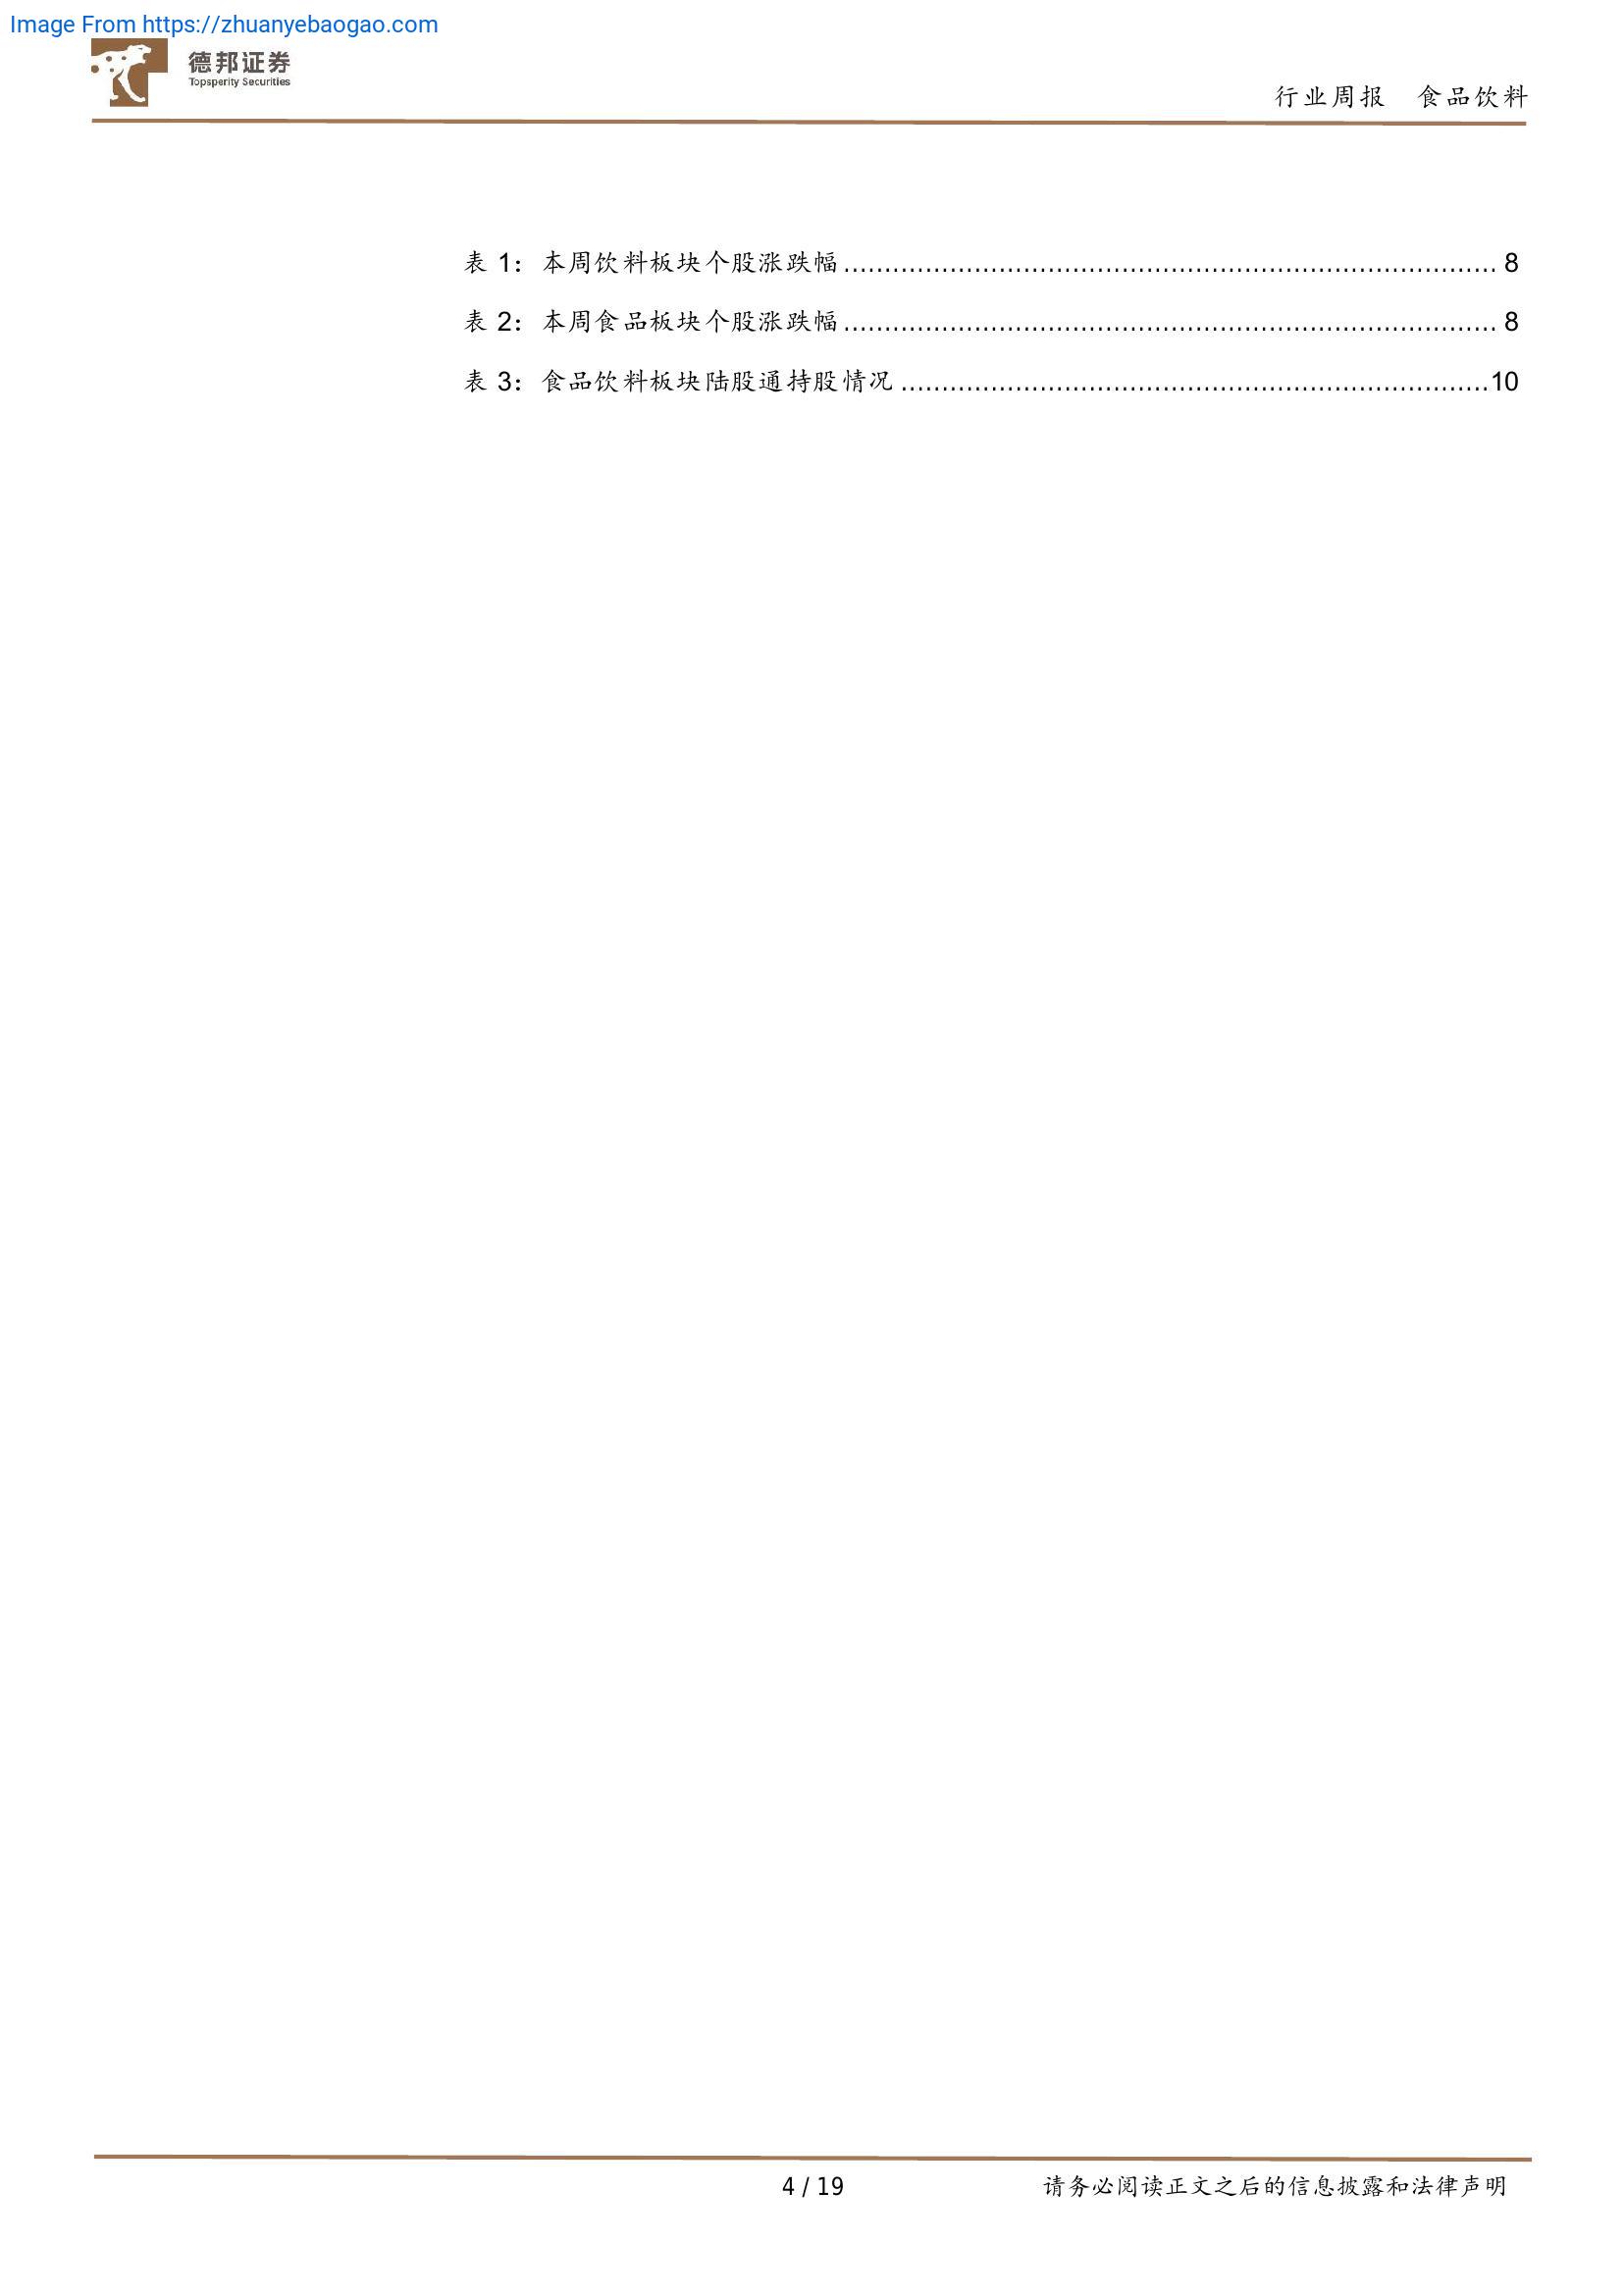 Image From https://zhuanyebaogao.com
德邦证券
Topsperity Securities
行业周报 食品饮料
表 1：本周饮料板块个股涨跌幅................................................................................ 8
表 2：本周食品板块个股涨跌幅................................................................................ 8
表 3：食品饮料板块陆股通持股情况........................................................................10
4 / 19
请务必阅读正文之后的信息披露和法律声明